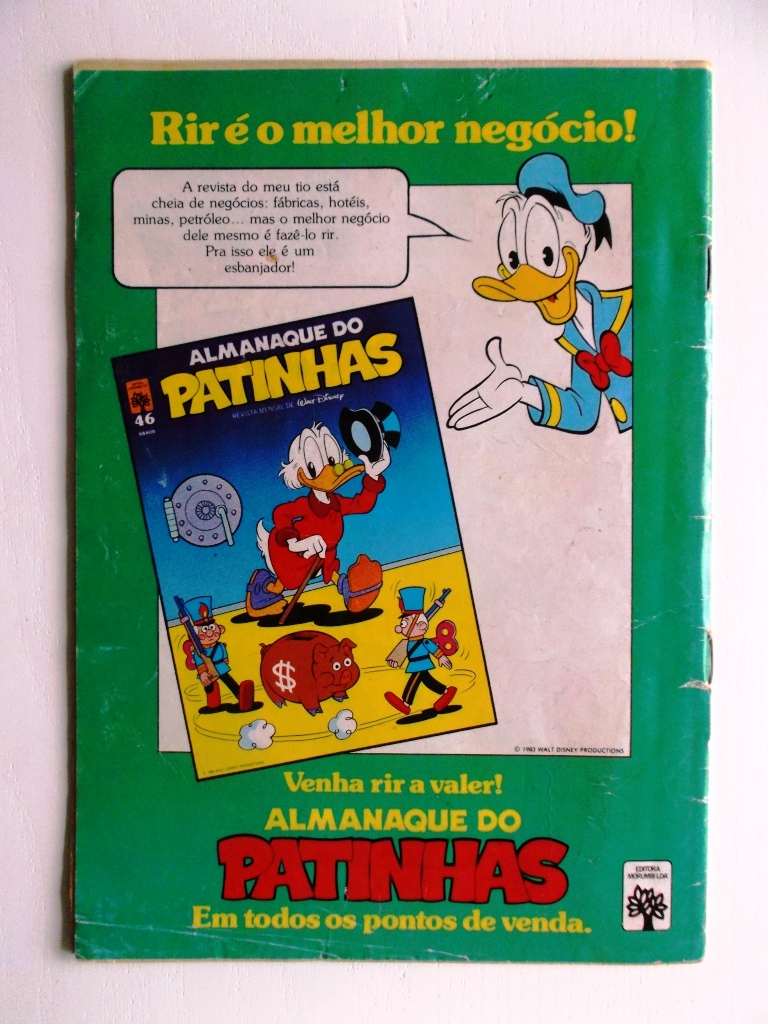 Rir é o melhor negócio!
A revista do meu tio está
cheia de negócios: fábricas, hotéis,
minas, petróleo... mas o melhor negócio
dele mesmo é fazê-lo rir.
Pra isso ele é um
esbanjador!
ALMANAQUE DO
PATINHAS
46
REVISTA MENSAL DE Walt Disney
$
© 1983 WALT DISNEY PRODUCTIONS
Venha rir a valer!
ALMANAQUE DO
PATINHAS
Em todos os pontos de venda.
EDITORA
MORUMBILDA